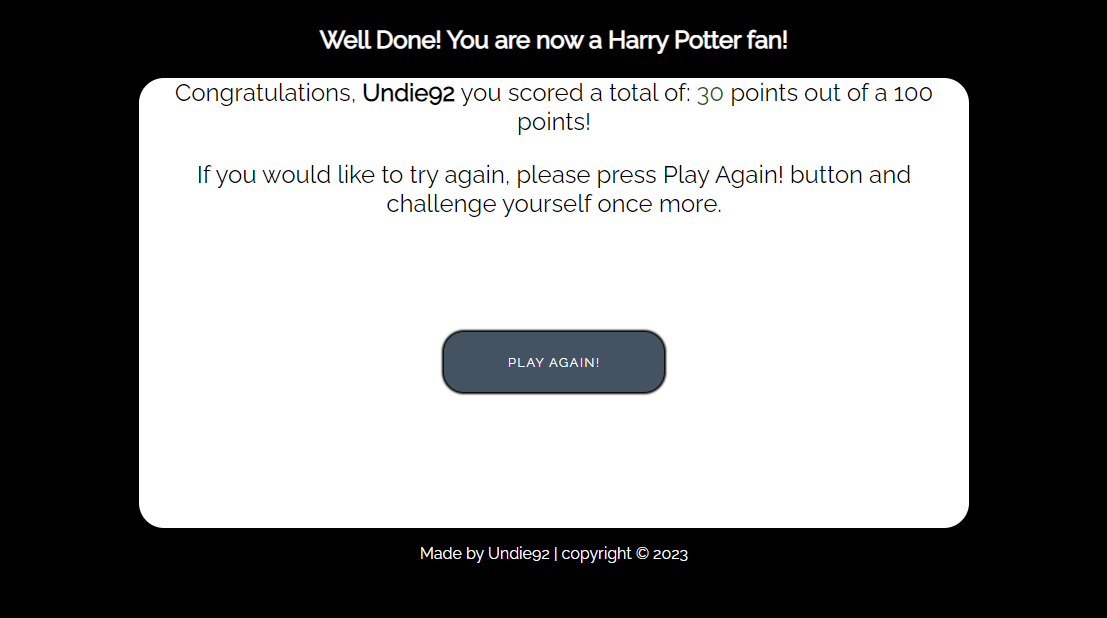 Well Done! You are now a Harry Potter fan!
Congratulations, Undie92 you scored a total of: 30 points out of a 100
points!
If you would like to try again, please press Play Again! button and
challenge yourself once more.
PLAY AGAIN!
Made by Undie92 | copyright © 2023